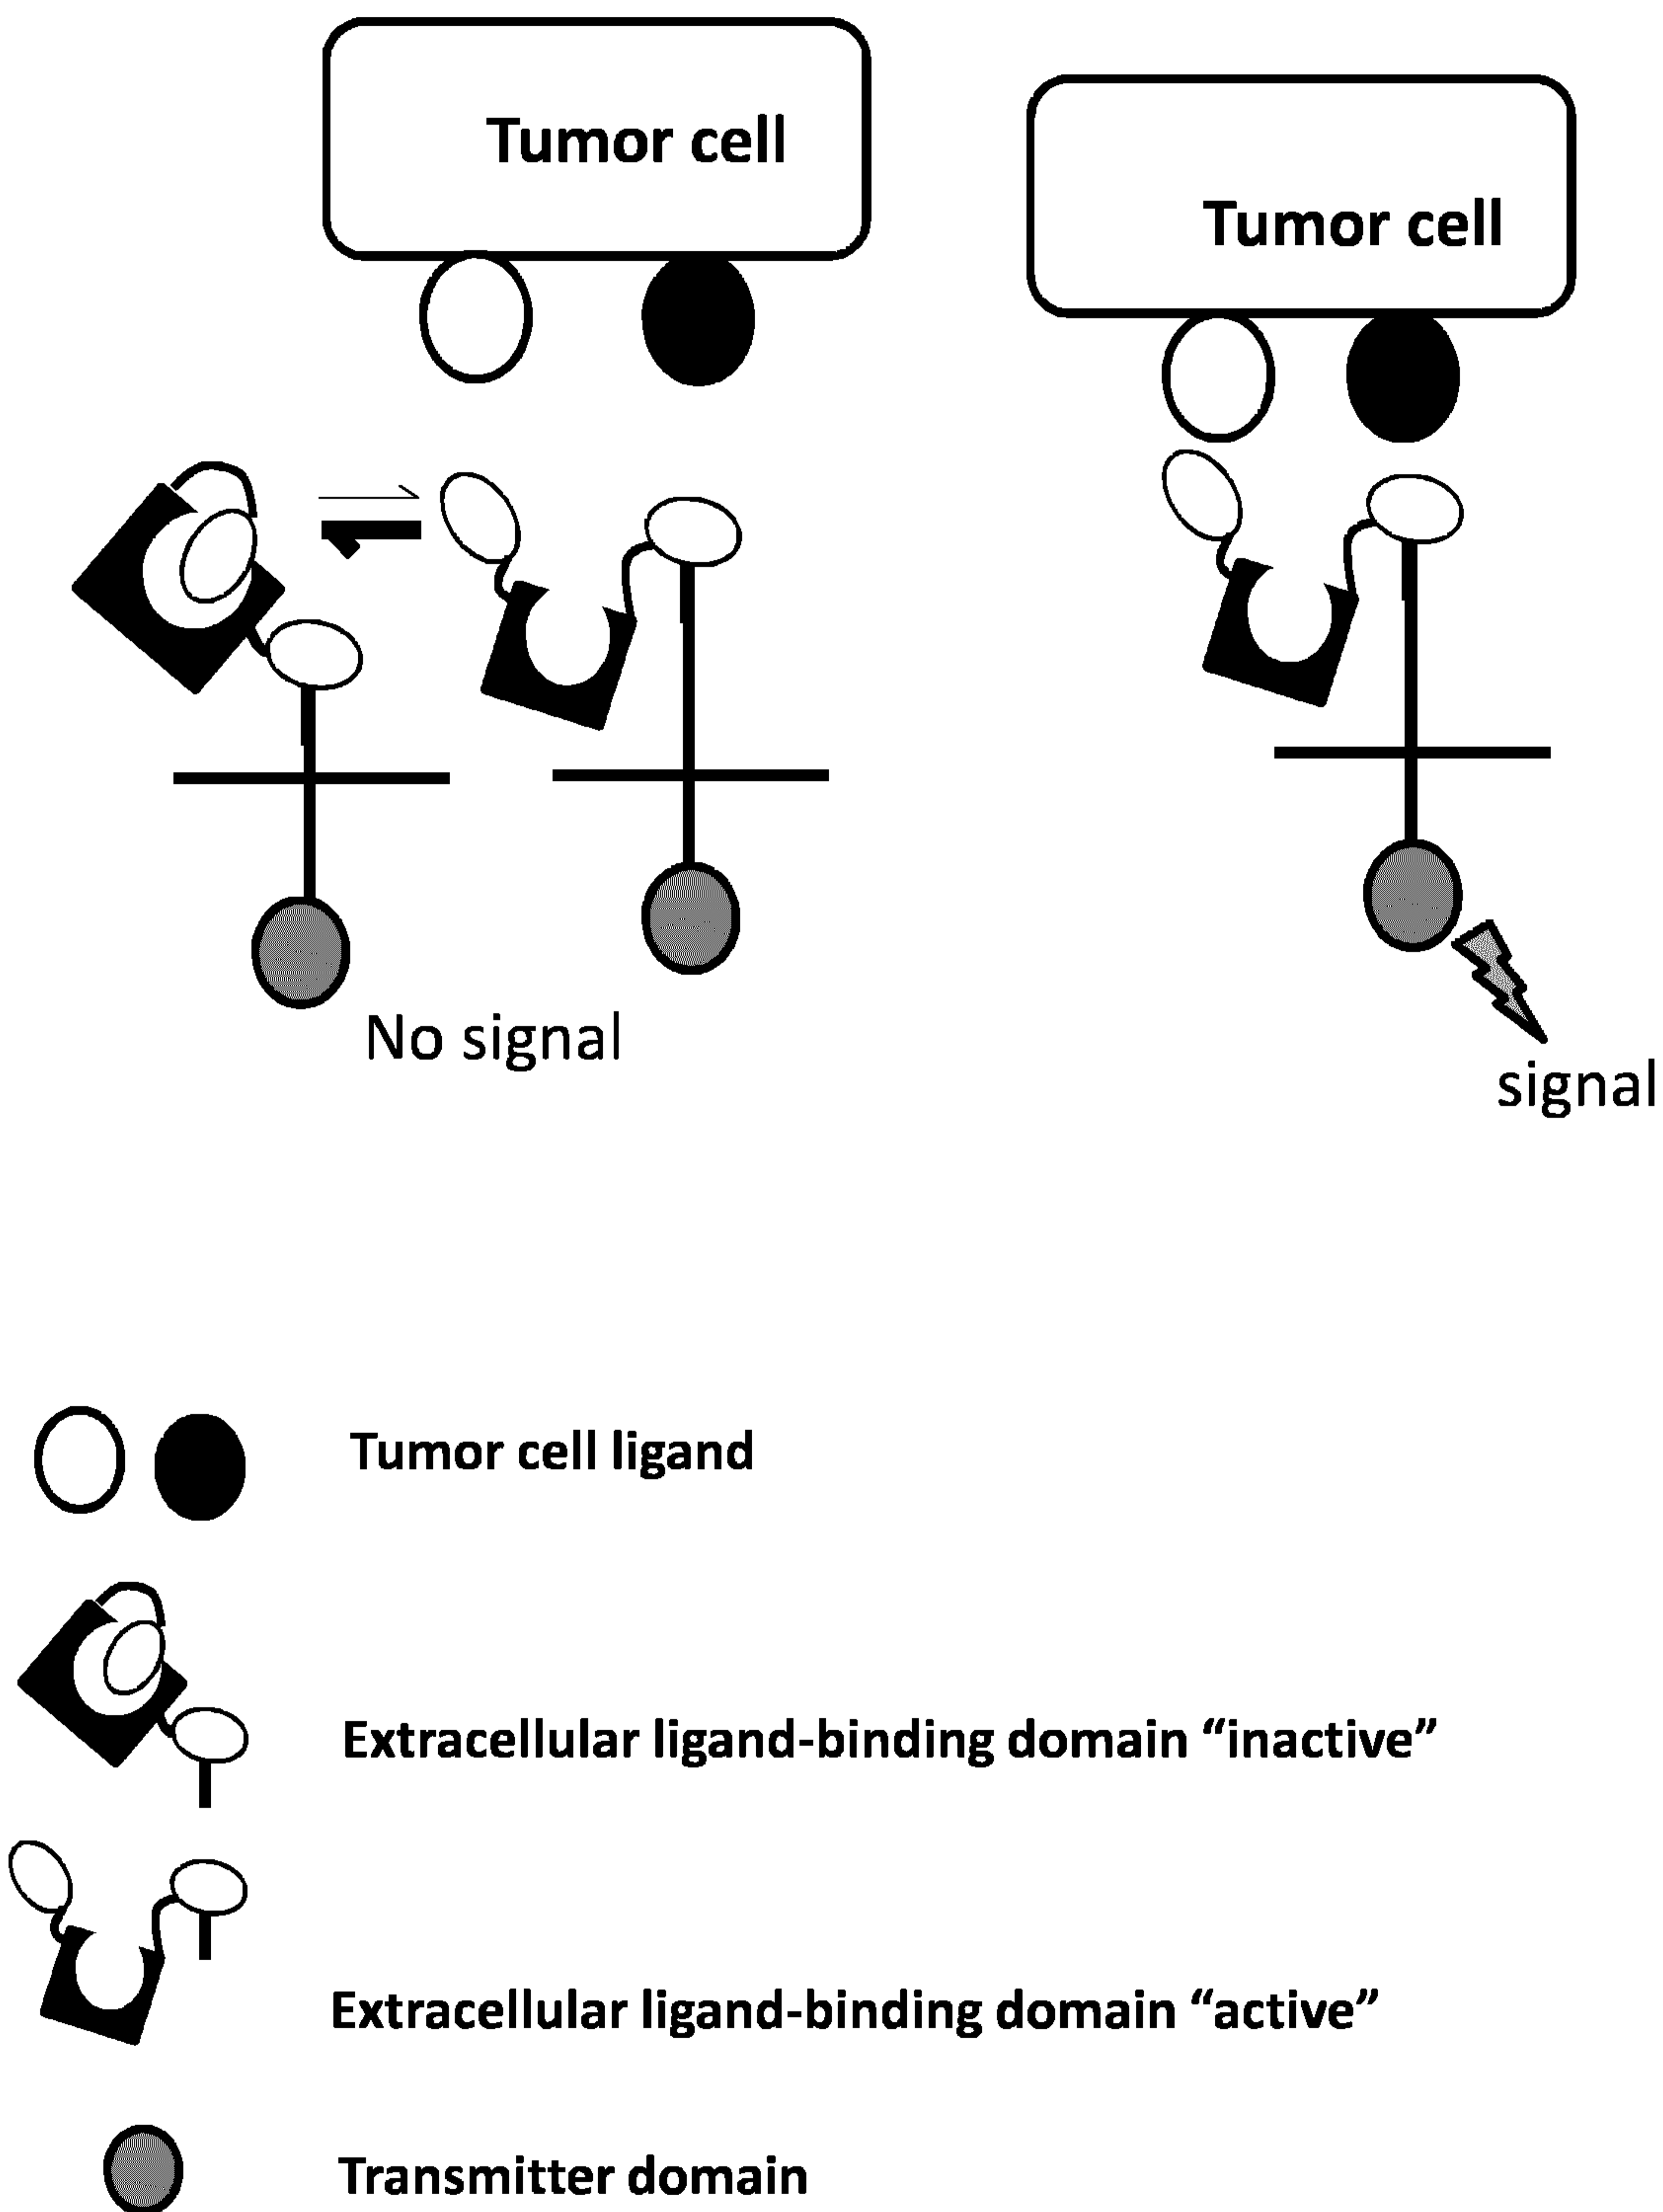 Tumor cell
Tumor cell
No signal
signal
Tumor cell ligand
Extracellular ligand-binding domain “inactive”
Extracellular ligand-binding domain “active”
Transmitter domain